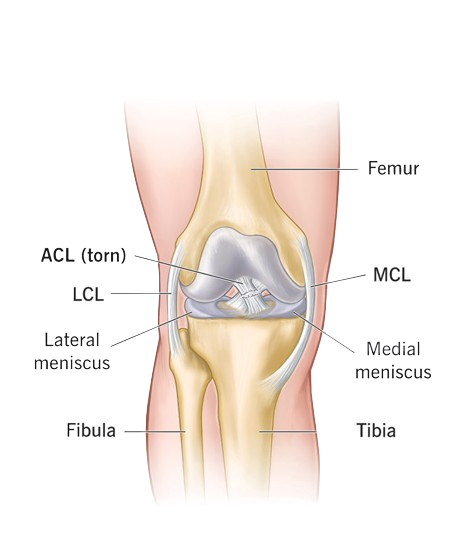 Femur
ACL (torn)
MCL
LCL
Lateral
meniscus
Medial
meniscus
Fibula
Tibia